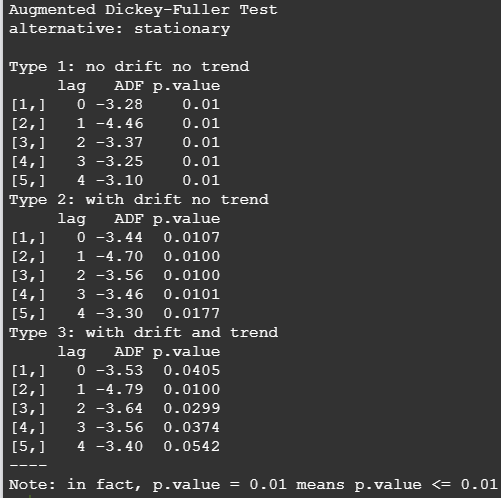 Augmented Dickey-Fuller Test
alternative: stationary

Type 1: no drift no trend
     lag   ADF p.value
[1,]   0 -3.28    0.01
[2,]   1 -4.46    0.01
[3,]   2 -3.37    0.01
[4,]   3 -3.25    0.01
[5,]   4 -3.10    0.01
Type 2: with drift no trend
     lag   ADF p.value
[1,]   0 -3.44  0.0107
[2,]   1 -4.70  0.0100
[3,]   2 -3.56  0.0100
[4,]   3 -3.46  0.0101
[5,]   4 -3.30  0.0177
Type 3: with drift and trend
     lag   ADF p.value
[1,]   0 -3.53  0.0405
[2,]   1 -4.79  0.0100
[3,]   2 -3.64  0.0299
[4,]   3 -3.56  0.0374
[5,]   4 -3.40  0.0542
----
Note: in fact, p.value = 0.01 means p.value <= 0.01